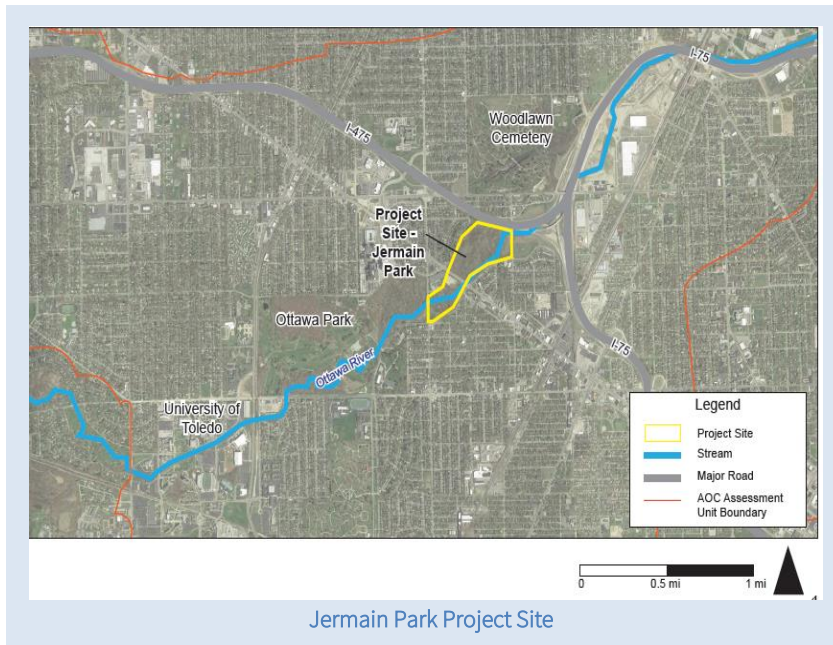 I-75
Woodlawn
Cemetery
I-475
Project
Site -
Jermain
Park
Ottawa Park
Ottawa River
I-75
University of
Toledo
Legend
Project Site
Stream
Major Road
AOC Assessment
Unit Boundary
0 0.5 mi 1 mi
Jermain Park Project Site